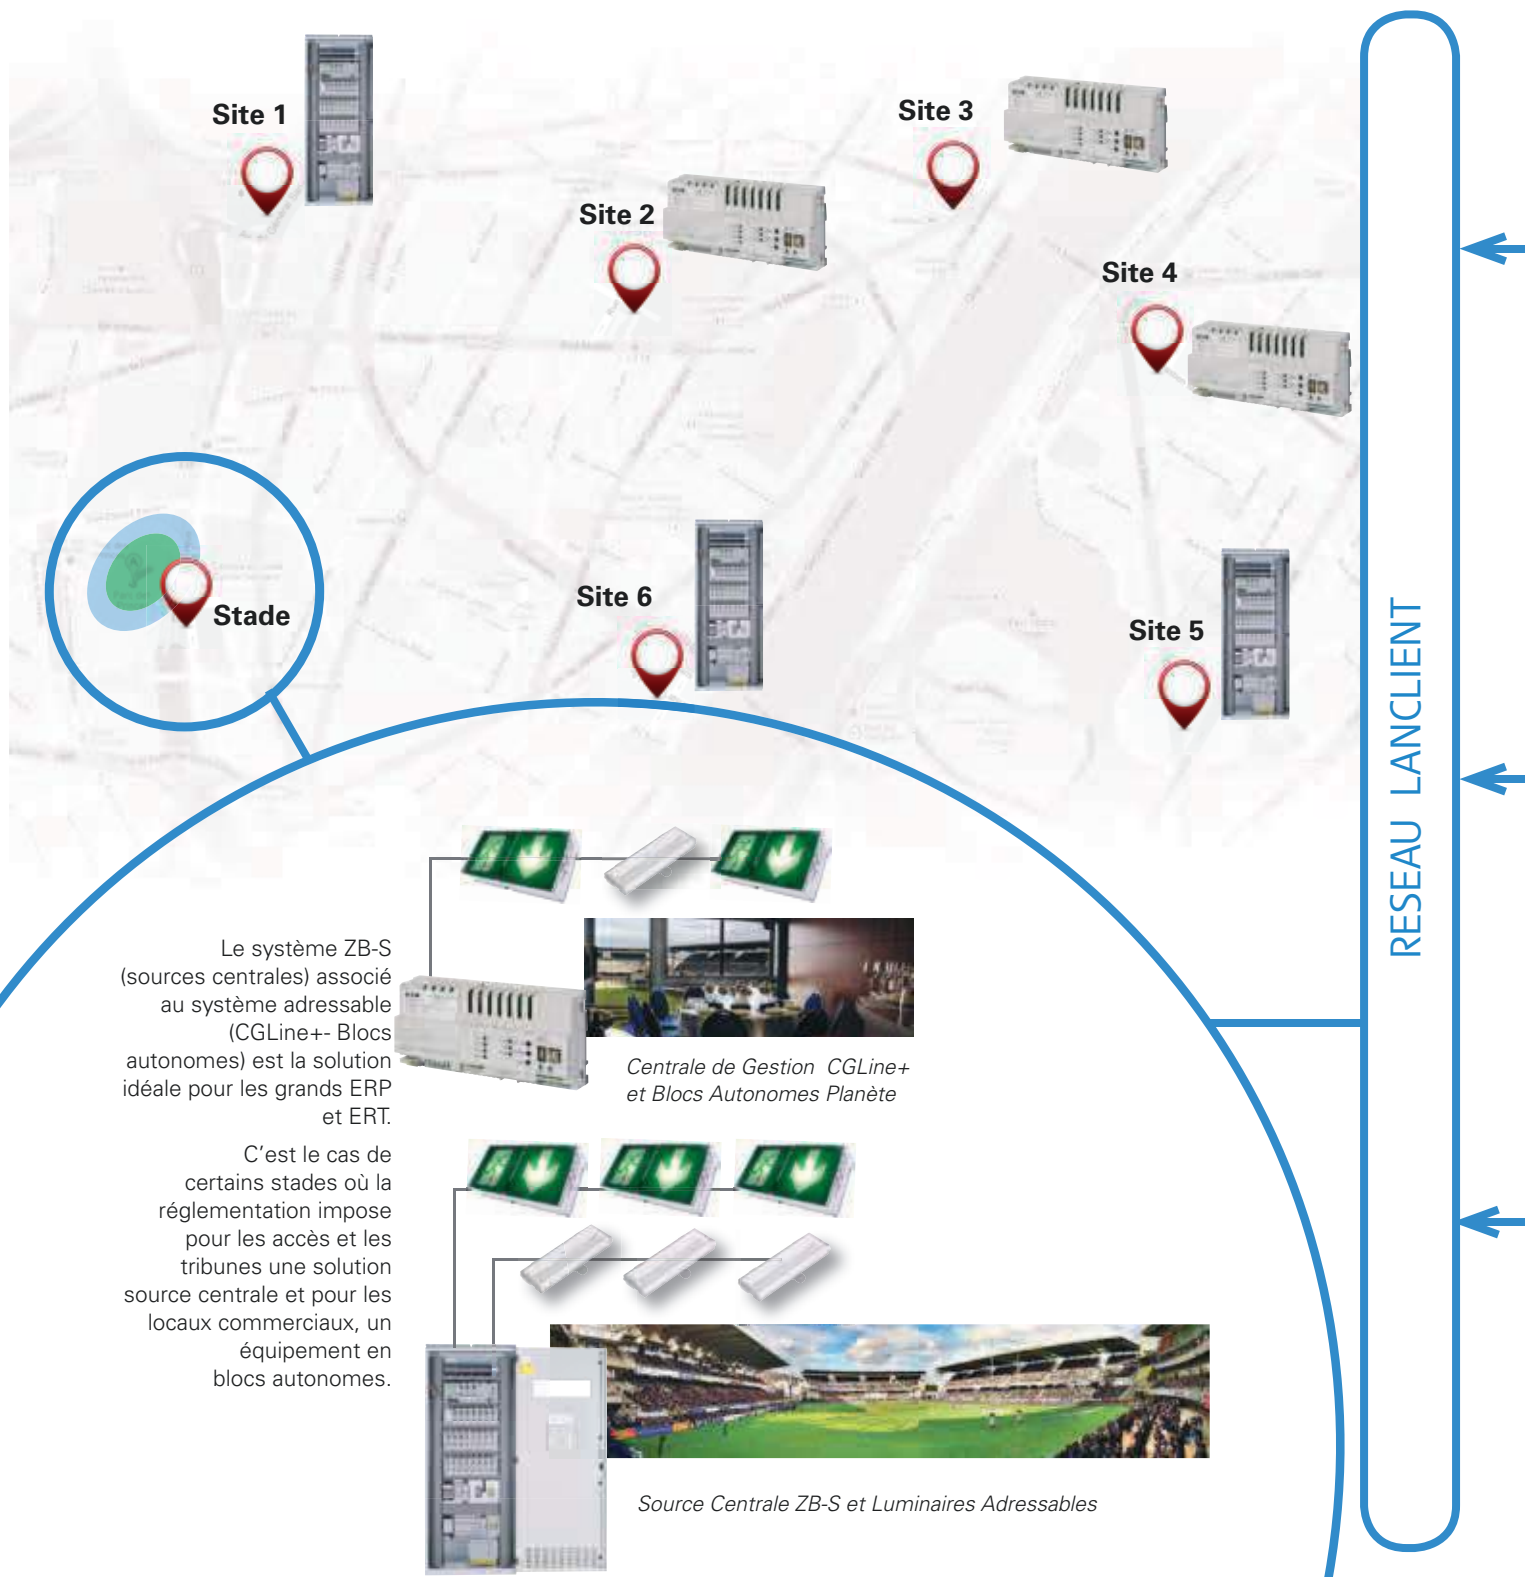 Site 1
Site 3
Site 2
Site 4
Stade
Site 6
Site 5
RESEAU LANCLIENT
Le système ZB-S
(sources centrales) associé
au système adressable
(CGLine+- Blocs
autonomes) est la solution
idéale pour les grands ERP
et ERT.
Centrale de Gestion CGLine+
et Blocs Autonomes Planète
C'est le cas de
certains stades où la
réglementation impose
pour les accès et les
tribunes une solution
source centrale et pour les
locaux commerciaux, un
équipement en
blocs autonomes.
Source Centrale ZB-S et Luminaires Adressables